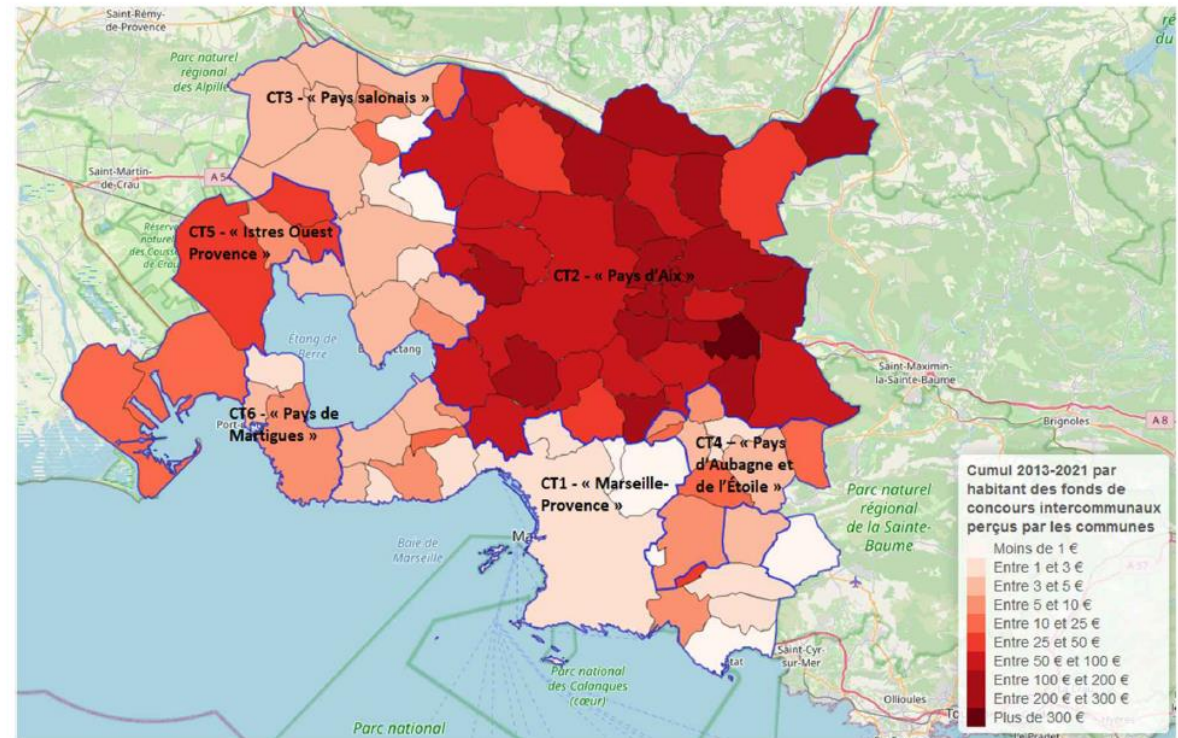 Saint-Rémy-
de-Provence
Parc naturel
régional
des Alpilles
CT3 - « Pays salonais »
Saint-Martin-
de-Crau
A 54
CT5 - « Istres Ouest
Provence »
CT2 - « Pays d'Aix »
Étang de
Berre
CT6 - « Pays de
Martigues »
CT4 – « Pays
d'Aubagne et
de l'Étoile »
CT1 - « Marseille-
Provence »
Baie de
Marseille
Saint-Maximin-
la-Sainte-Baume
Brignoles
A 8
Parc naturel
régional
de la Sainte-
Baume
Saint-Cyr-
sur-Mer
Ollioules
Parc national
des Calanques
(cœur)
Parc national
Cumul 2013-2021 par
habitant des fonds de
concours intercommunaux
perçus par les communes
Moins de 1 €
Entre 1 et 3 €
Entre 3 et 5 €
Entre 5 et 10 €
Entre 10 et 25 €
Entre 25 et 50 €
Entre 50 € et 100 €
Entre 100 € et 200 €
Entre 200 € et 300 €
Plus de 300 €
A 57